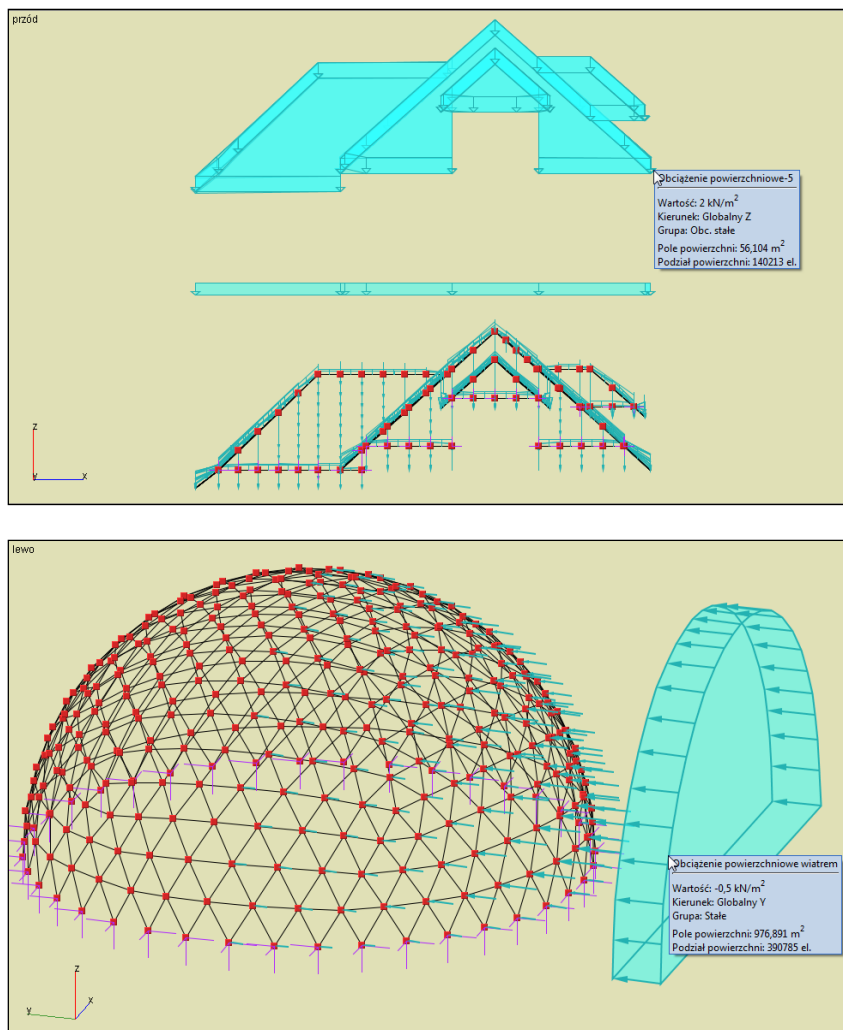 przód
Obciążenie powierzchniowe-5
Wartość: 2 kN/m²
Kierunek: Globalny Z
Grupa: Obc. stałe
Pole powierzchni: 56,104 m²
Podział powierzchni: 140213 el.
z
y
x
lewo
Obciążenie powierzchniowe wiatrem
Wartość: -0,5 kN/m²
Kierunek: Globalny Y
Grupa: Stałe
Pole powierzchni: 976,891 m²
Podział powierzchni: 390785 el.
z
x
y